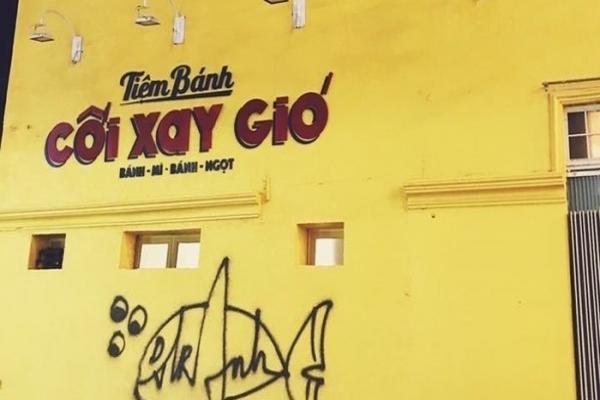 Tiệm Bánh
CỐI XAY GIÓ
BÁNH - MÌ - BÁNH - NGỌT